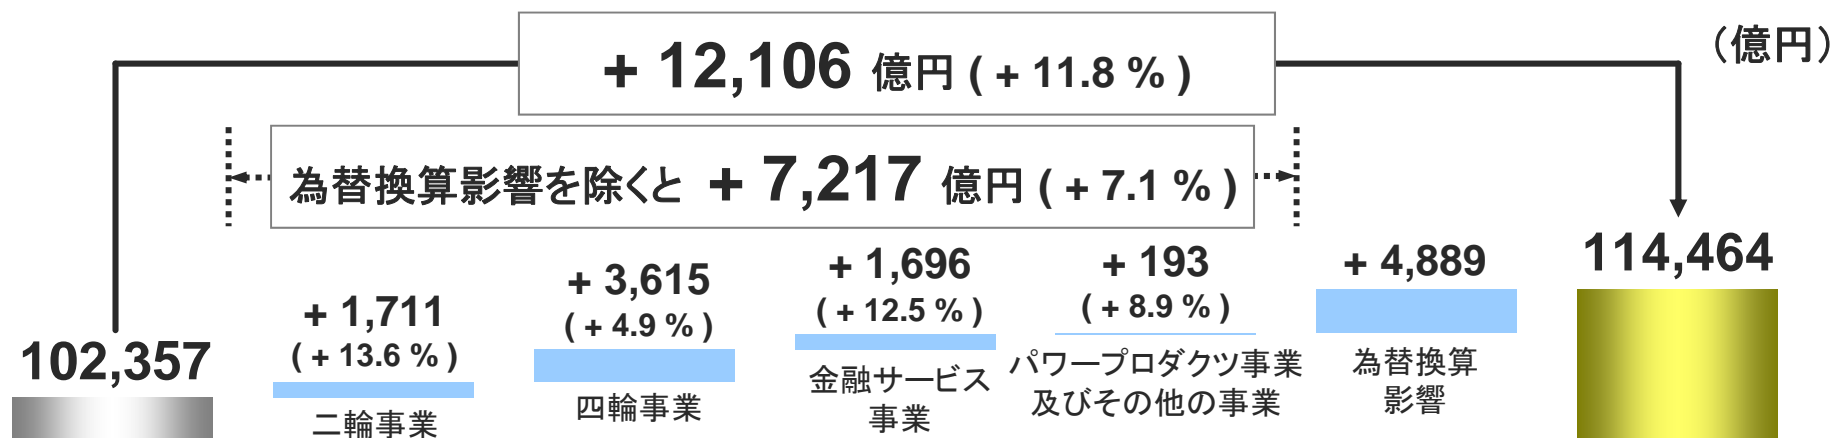 (億円)
+ 12,106 億円 ( + 11.8 % )
為替換算影響を除くと + 7,217 億円 ( + 7.1 % )
102,357
+ 1,711
( + 13.6 % )
二輪事業
+ 3,615
( + 4.9 % )
四輪事業
+ 1,696
( + 12.5 % )
金融サービス
事業
+ 193
( + 8.9 % )
パワープロダクツ事業
及びその他の事業
+ 4,889
為替換算
影響
114,464